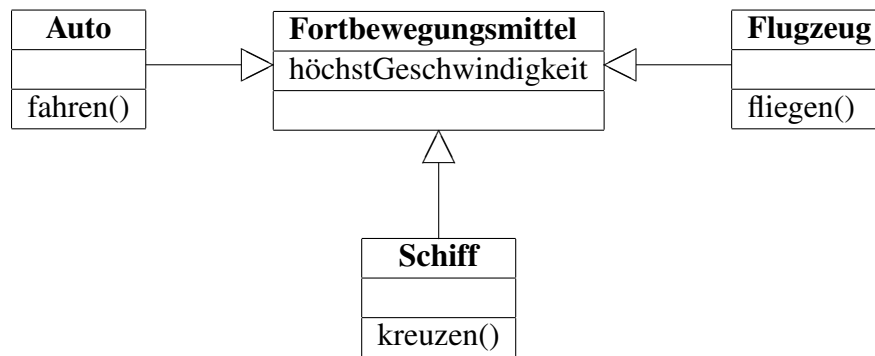 Auto
fahren()
Fortbewegungsmittel
höchstGeschwindigkeit
Flugzeug
fliegen()
Schiff
kreuzen()